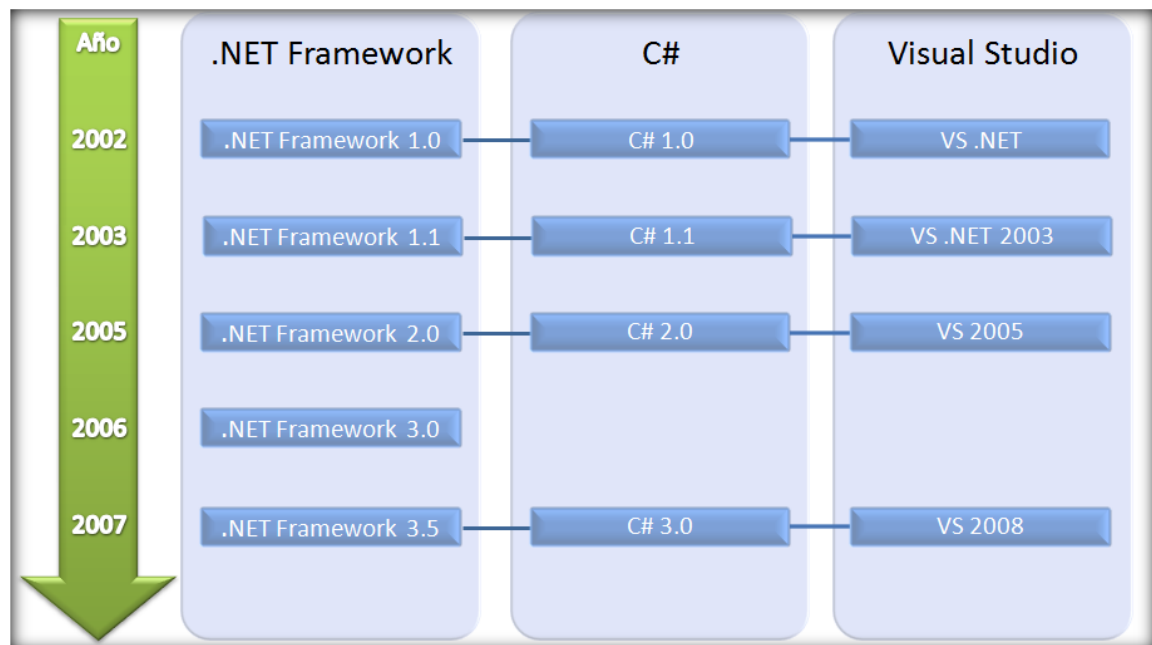 Año
.NET Framework
C#
Visual Studio
2002
.NET Framework 1.0
C# 1.0
VS .NET
2003
.NET Framework 1.1
C# 1.1
VS .NET 2003
2005
.NET Framework 2.0
C# 2.0
VS 2005
2006
.NET Framework 3.0
2007
.NET Framework 3.5
C# 3.0
VS 2008